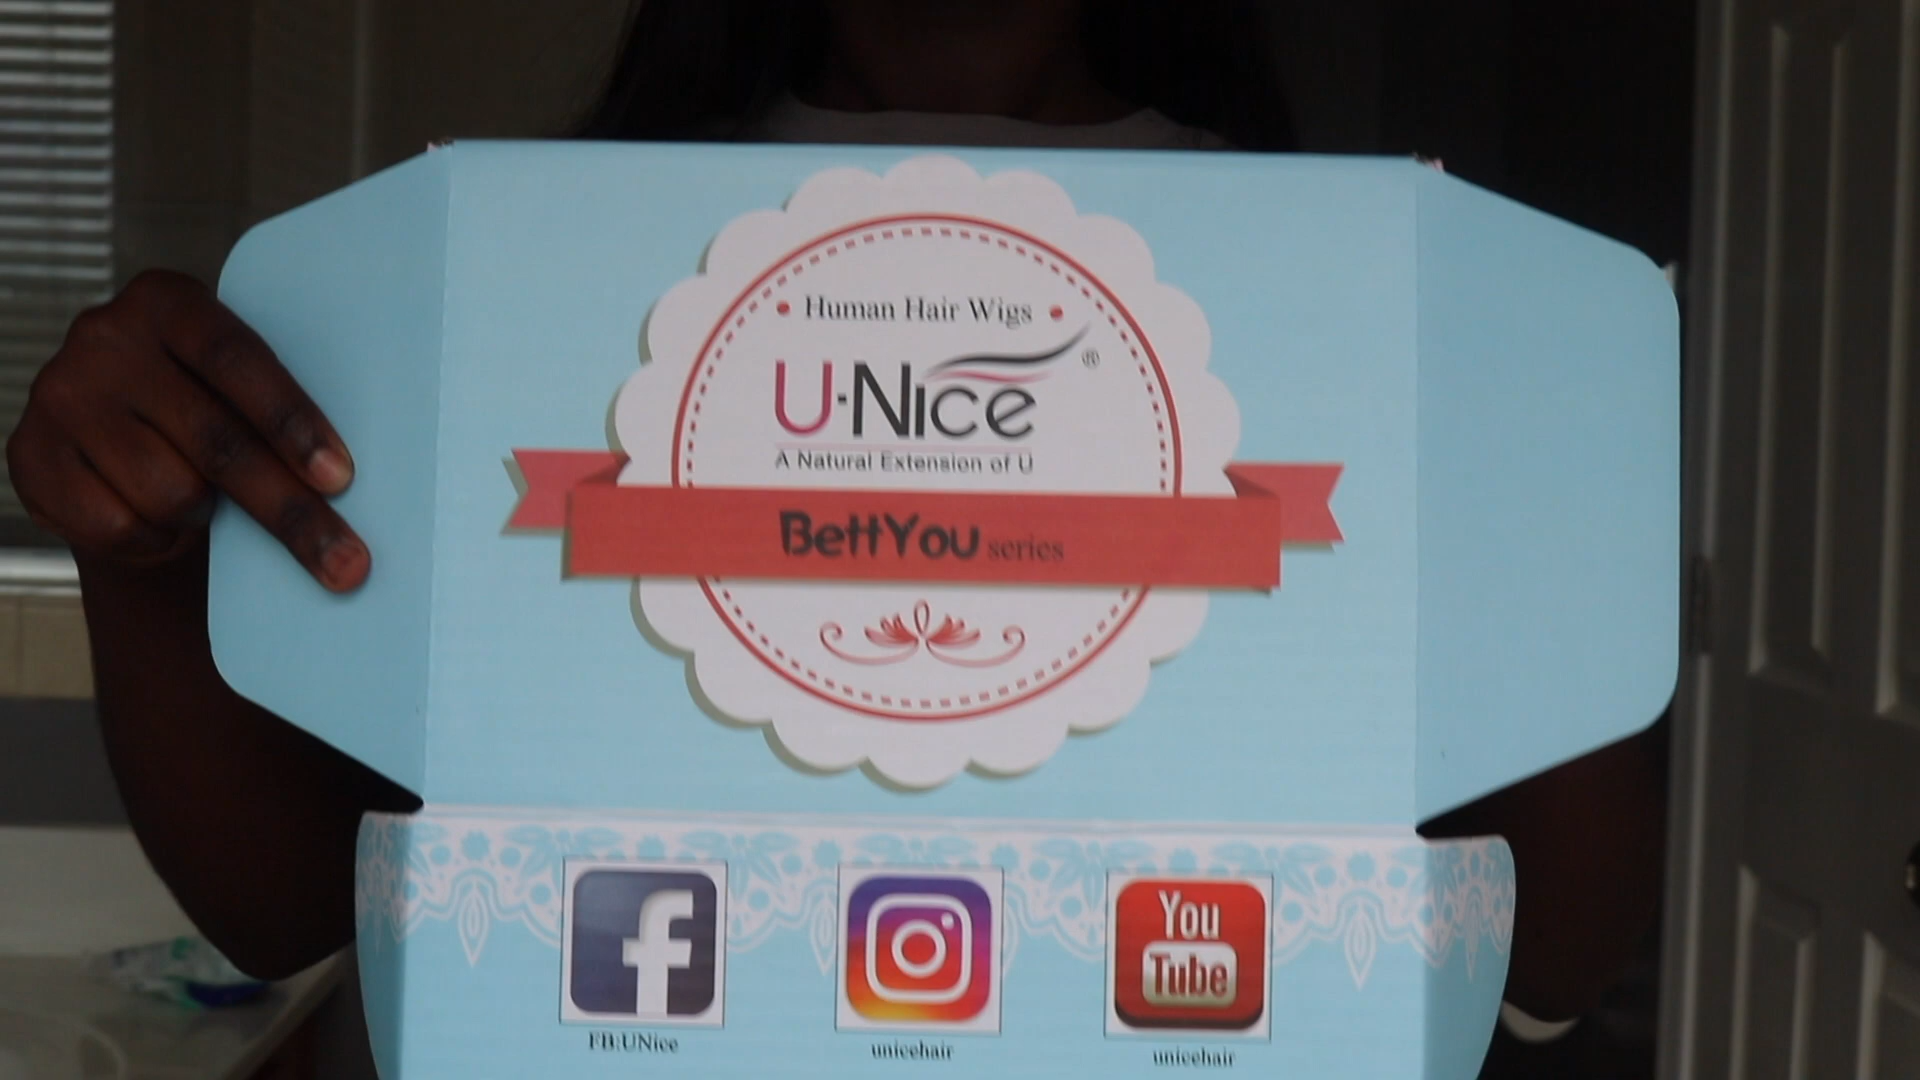 Human Hair Wigs
U·Nice ®
A Natural Extension of U
BettYou series
f
You
Tube
FB:UNice
unicehair
unicehair